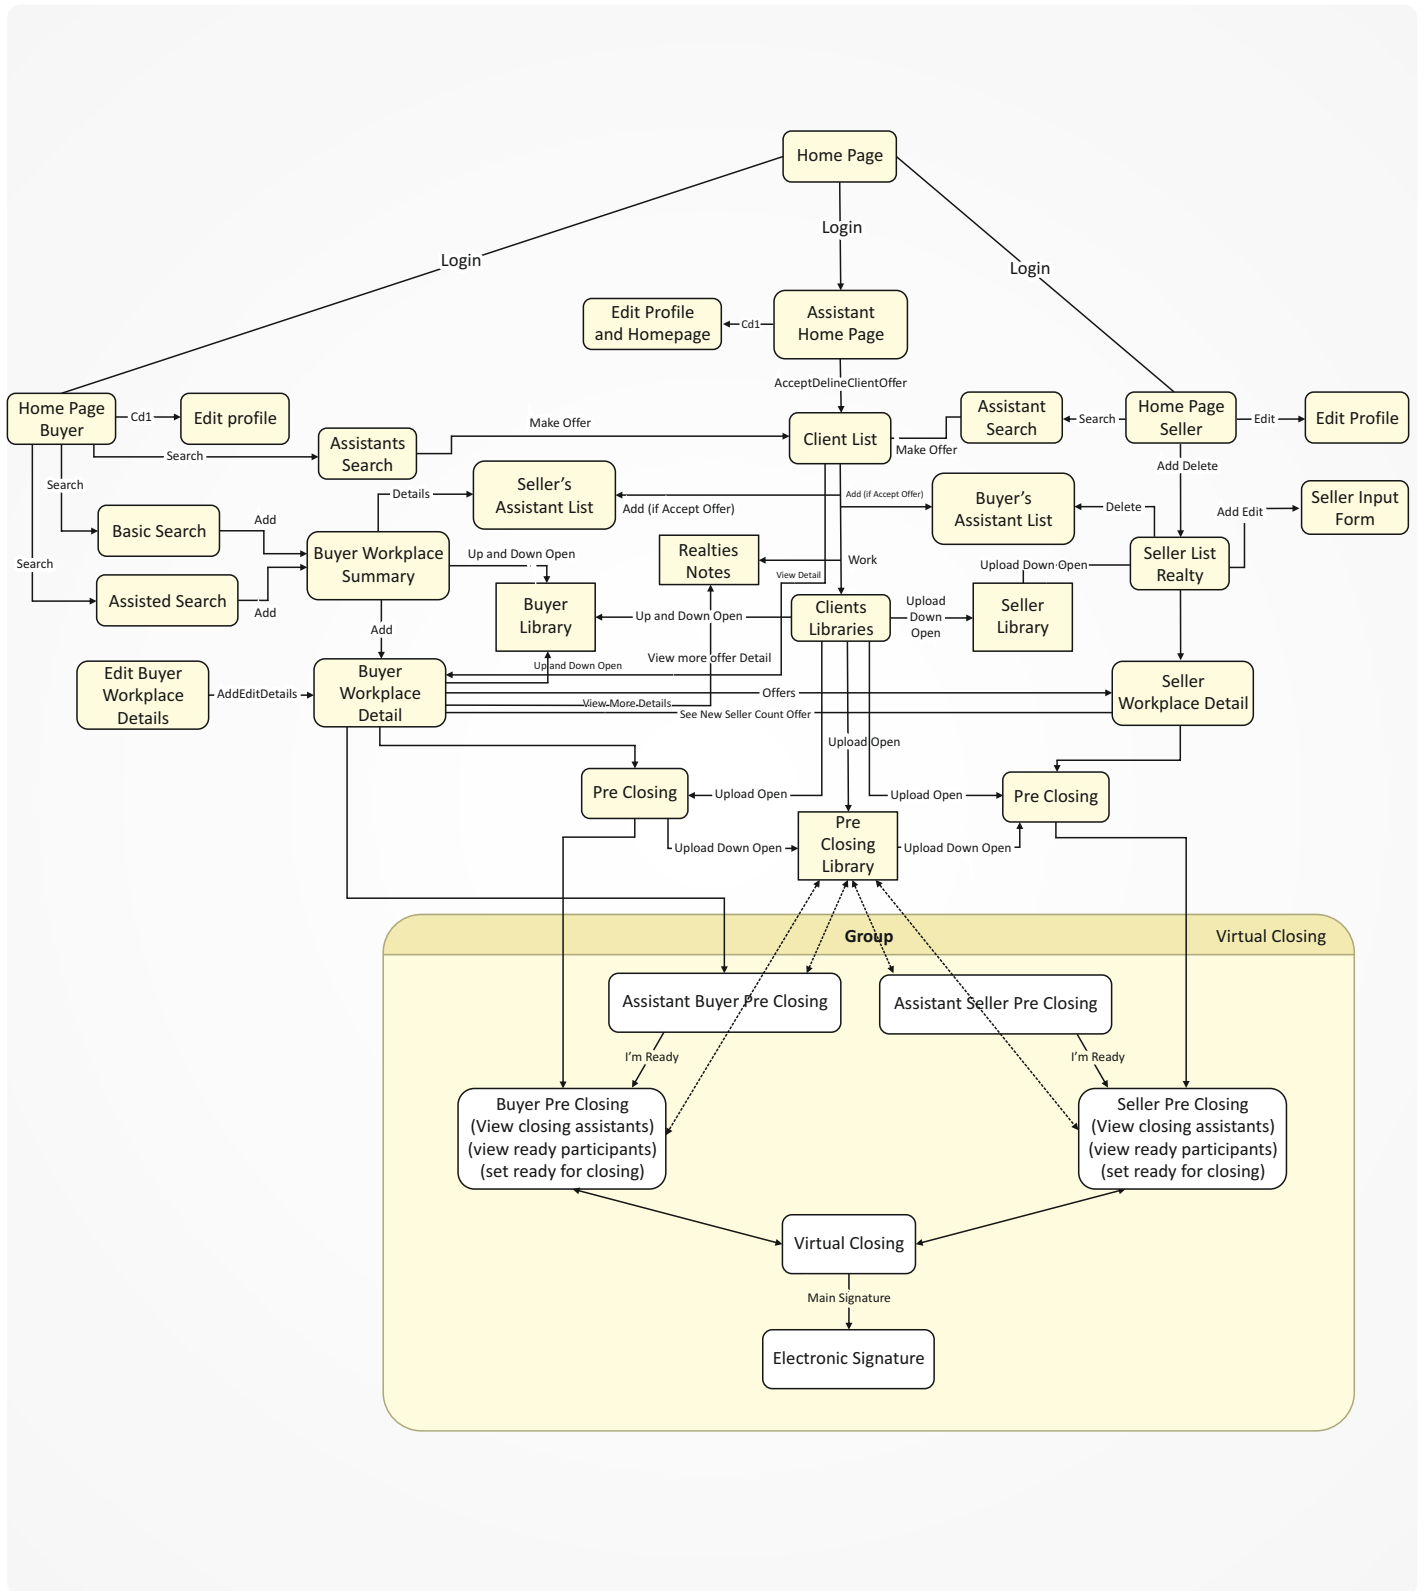 Home Page
Login
Login
Login
Edit Profile
and Homepage
Cd1
Assistant
Home Page
AcceptDelineClientOffer
Home Page
Buyer
Cd1
Edit profile
Search
Assistants
Search
Make Offer
Client List
Make Offer
Assistant
Search
Search
Home Page
Seller
Edit
Edit Profile
Add Delete
Search
Search
Basic Search
Add
Assisted Search
Add
Details
Seller's
Assistant List
Add (if Accept Offer)
Add (if Accept Offer)
Buyer's
Assistant List
Delete
Add Edit
Seller Input
Form
Buyer Workplace
Summary
Up and Down Open
Realties
Notes
Work
View Detail
Upload Down Open
Seller List
Realty
Buyer
Library
Up and Down Open
Clients
Libraries
Upload
Down
Open
Seller
Library
Add
Up and Down Open
View more offer Detail
Edit Buyer
Workplace
Details
AddEditDetails
Buyer
Workplace
Detail
Offers
View More Details
See New Seller Count Offer
Seller
Workplace Detail
Upload Open
Pre Closing
Upload Open
Upload Open
Pre Closing
Upload Down Open
Pre
Closing
Library
Upload Down Open
Group
Virtual Closing
Assistant Buyer Pre Closing
Assistant Seller Pre Closing
I'm Ready
I'm Ready
Buyer Pre Closing
(View closing assistants)
(view ready participants)
(set ready for closing)
Seller Pre Closing
(View closing assistants)
(view ready participants)
(set ready for closing)
Virtual Closing
Main Signature
Electronic Signature